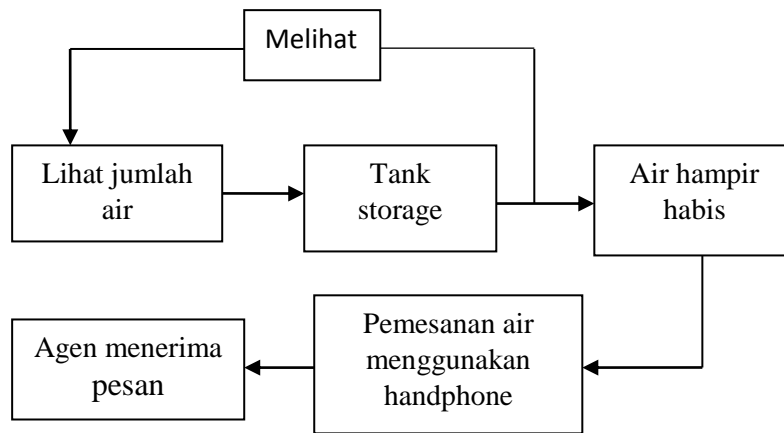 Melihat
Lihat jumlah
air
Tank
storage
Air hampir
habis
Agen menerima
pesan
Pemesanan air
menggunakan
handphone